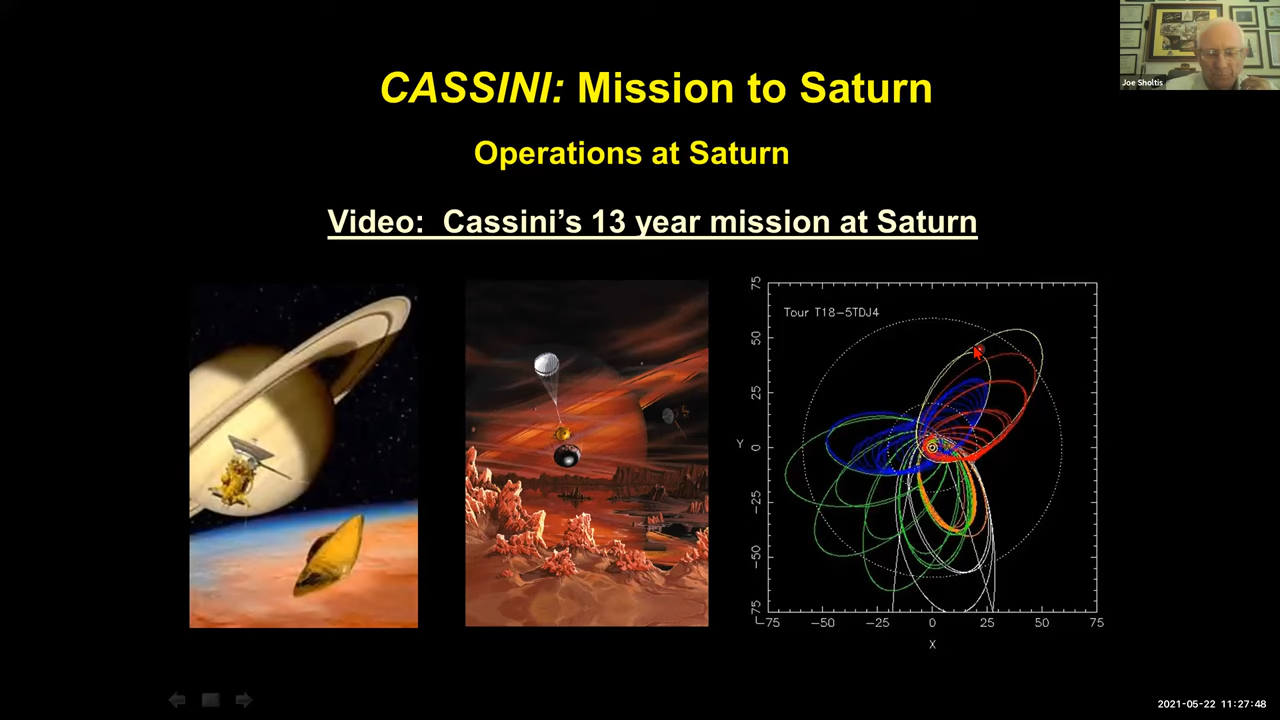 Joe Sholtis
CASSINI: Mission to Saturn
Operations at Saturn
Video: Cassini's 13 year mission at Saturn
75
50
25
0
−25
−50
−75
Y
Tour T18−5TDJ4
−75
−50
−25
0
25
50
75
X
2021-05-22 11:27:48